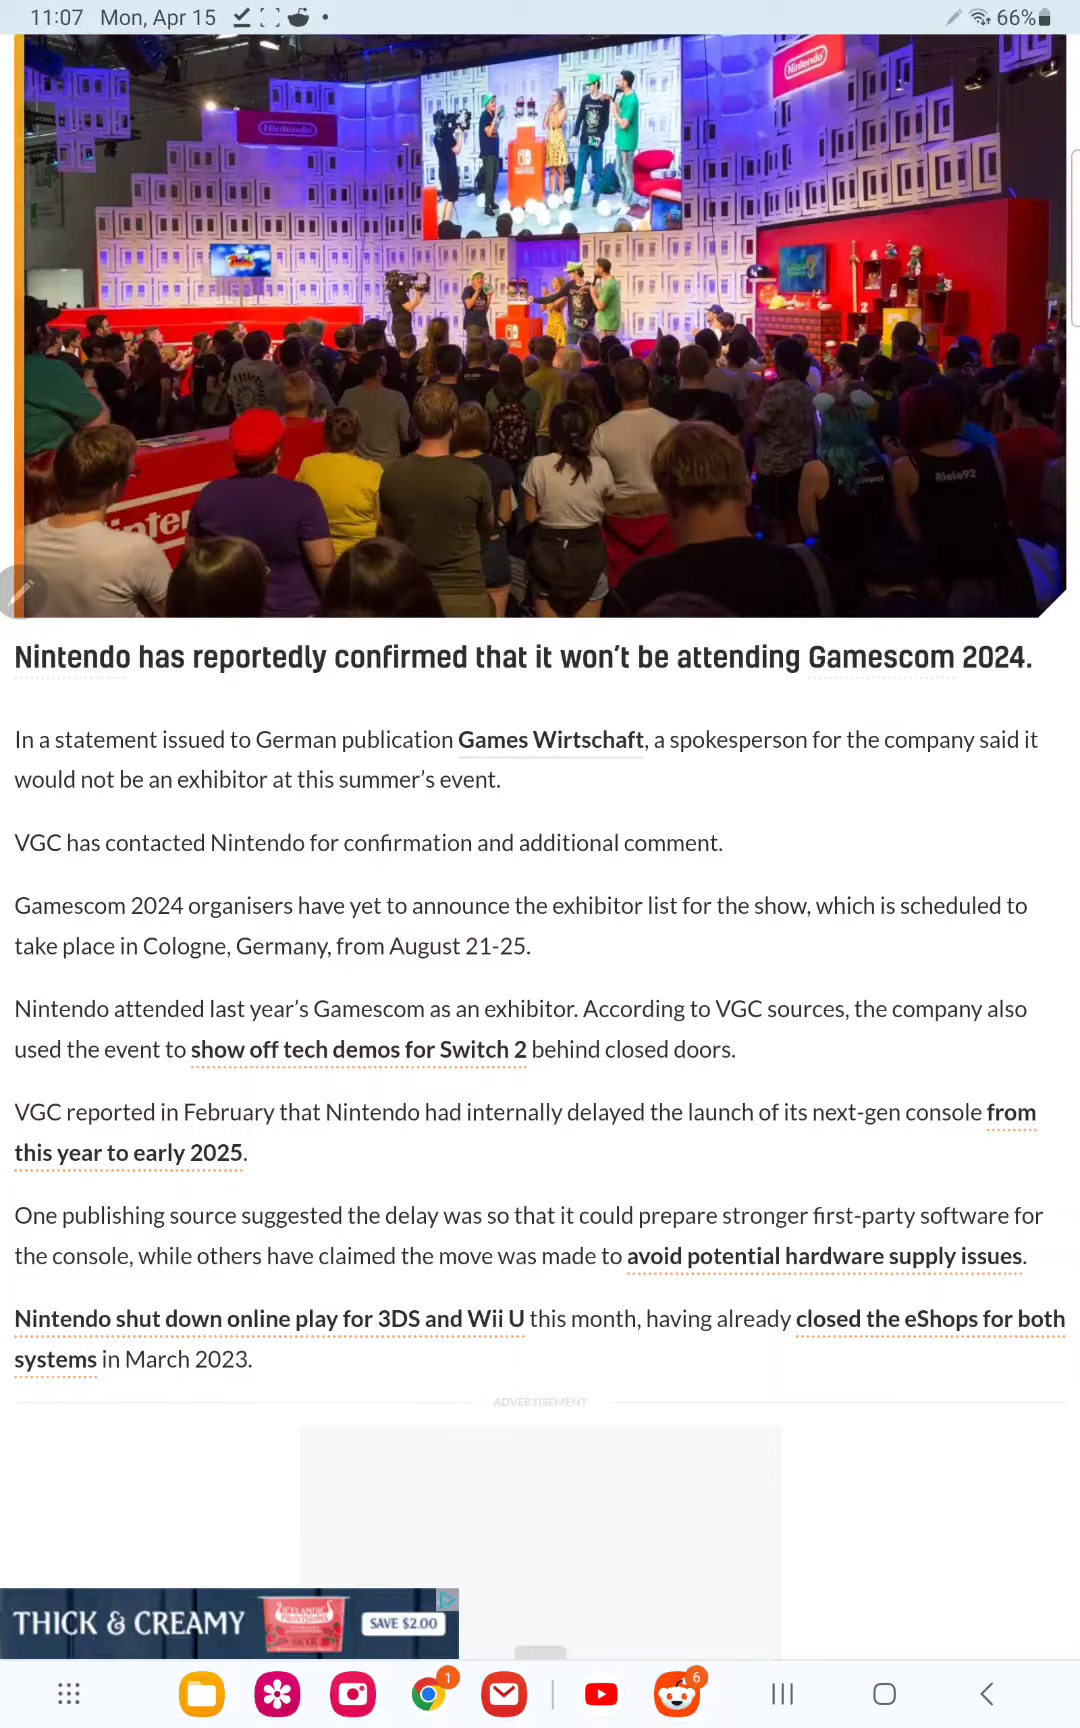 11:07 Mon, Apr 15
66%
Nintendo
Nintendo
Riela92
Nintendo has reportedly confirmed that it won't be attending Gamescom 2024.
In a statement issued to German publication Games Wirtschaft, a spokesperson for the company said it
would not be an exhibitor at this summer's event.
VGC has contacted Nintendo for confirmation and additional comment.
Gamescom 2024 organisers have yet to announce the exhibitor list for the show, which is scheduled to
take place in Cologne, Germany, from August 21-25.
Nintendo attended last year's Gamescom as an exhibitor. According to VGC sources, the company also
used the event to show off tech demos for Switch 2 behind closed doors.
VGC reported in February that Nintendo had internally delayed the launch of its next-gen console from
this year to early 2025.
One publishing source suggested the delay was so that it could prepare stronger first-party software for
the console, while others have claimed the move was made to avoid potential hardware supply issues.
Nintendo shut down online play for 3DS and Wii U this month, having already closed the eShops for both
systems in March 2023.
ADVERTISEMENT
THICK & CREAMY
ICELANDIC
PROVISIONS
SKYR
SAVE $2.00
1
6